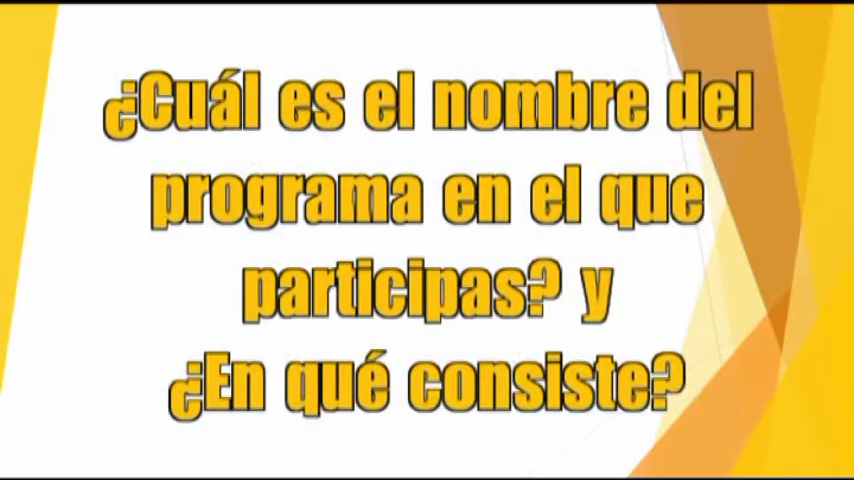 ¿Cuál es el nombre del
programa en el que
participas? y
¿En qué consiste?